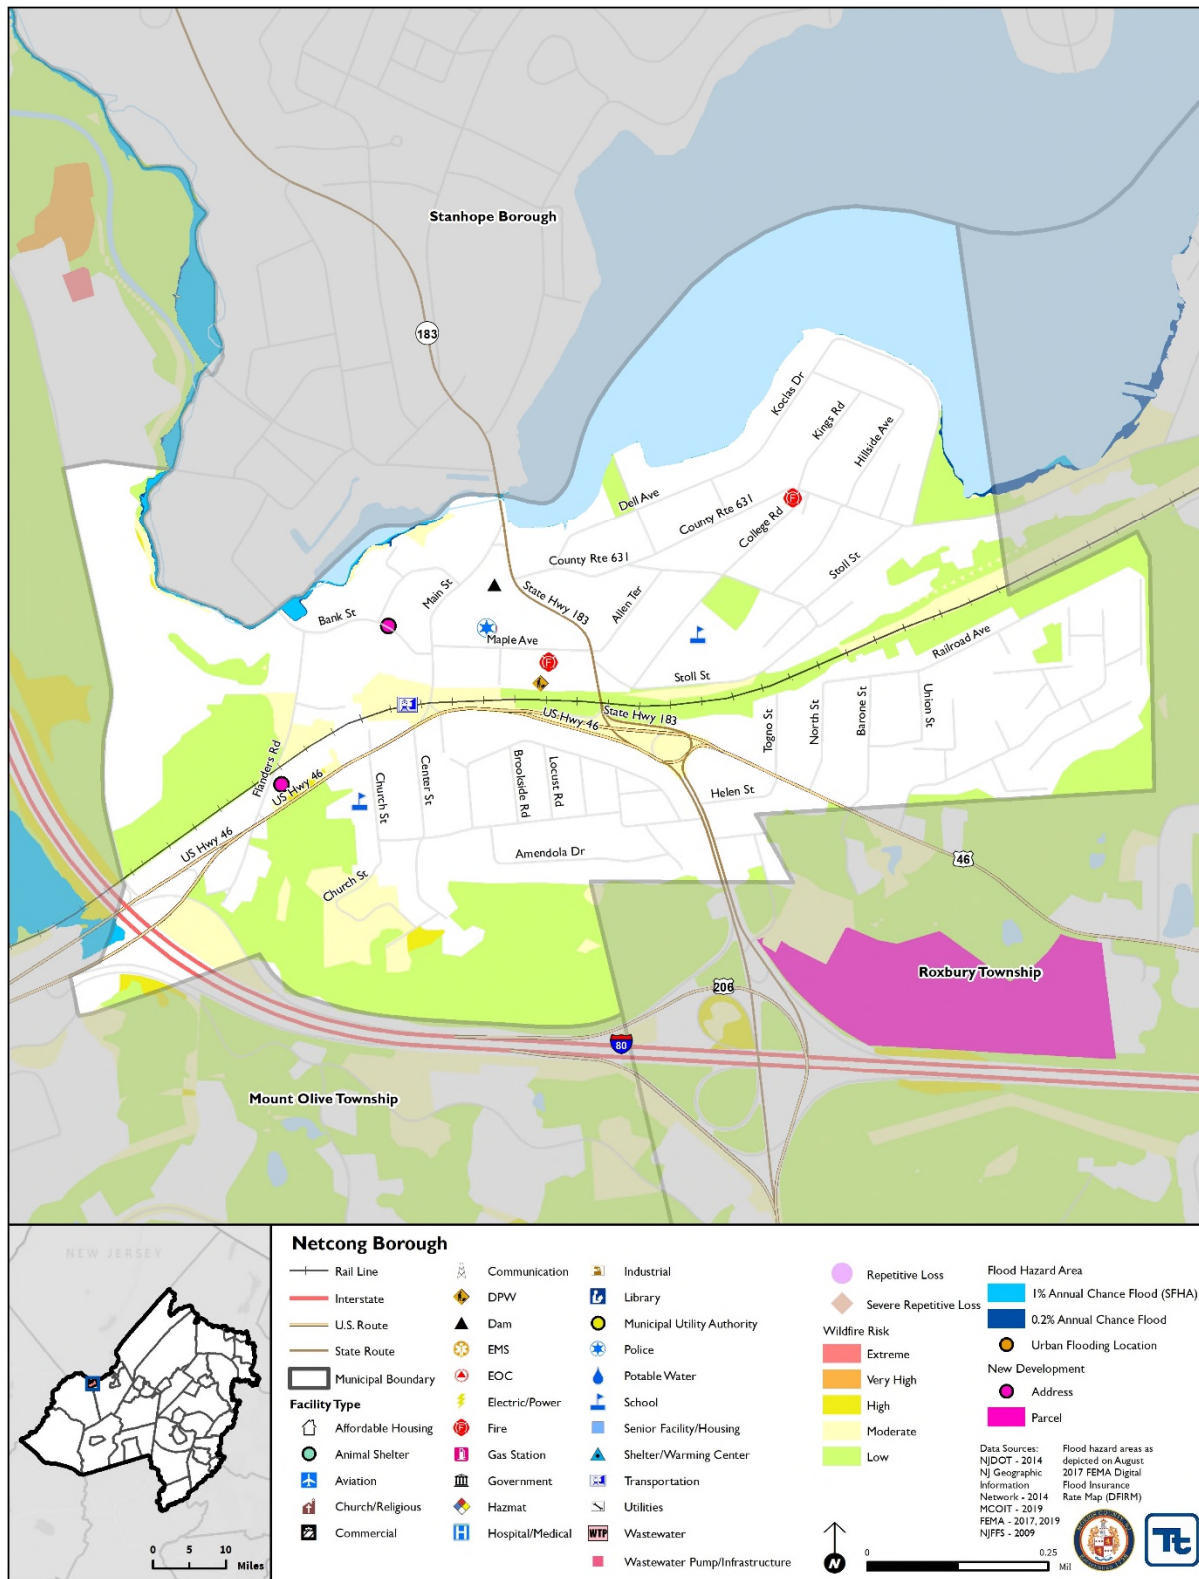 Stanhope Borough
183
Koclas Dr
Kings Rd
Hillside Ave
Dell Ave
County Rte 631
College Rd
County Rte 631
Stoll St
Main St
State Hwy 183
Allen Ter
Bank St
Maple Ave
Railroad Ave
Stoll St
US Hwy 46
State Hwy 183
Togno St
North St
Barone St
Union St
Flanders Rd
US Hwy 46
Church St
Center St
Brookside Rd
Locust Rd
Helen St
US Hwy 46
Amendola Dr
46
Church St
Roxbury Township
206
80
Mount Olive Township
NEW JERSEY
0 5 10
Miles
Netcong Borough
Rail Line
Interstate
U.S. Route
State Route
Municipal Boundary
Facility Type
Affordable Housing
Animal Shelter
Aviation
Church/Religious
Commercial
Communication
DPW
Dam
EMS
EOC
Electric/Power
Fire
Gas Station
Government
Hazmat
Hospital/Medical
Industrial
Library
Municipal Utility Authority
Police
Potable Water
School
Senior Facility/Housing
Shelter/Warming Center
Transportation
Utilities
WTP Wastewater
Wastewater Pump/Infrastructure
Repetitive Loss
Severe Repetitive Loss
Wildfire Risk
Extreme
Very High
High
Moderate
Low
Flood Hazard Area
1% Annual Chance Flood (SFHA)
0.2% Annual Chance Flood
Urban Flooding Location
New Development
Address
Parcel
Data Sources:
NJDOT - 2014
NJ Geographic
Information
Network - 2014
MCOIT - 2019
FEMA - 2017, 2019
NJFFS - 2009
Flood hazard areas as
depicted on August
2017 FEMA Digital
Flood Insurance
Rate Map (DFIRM)
N
0 0.25
Mil
Tt